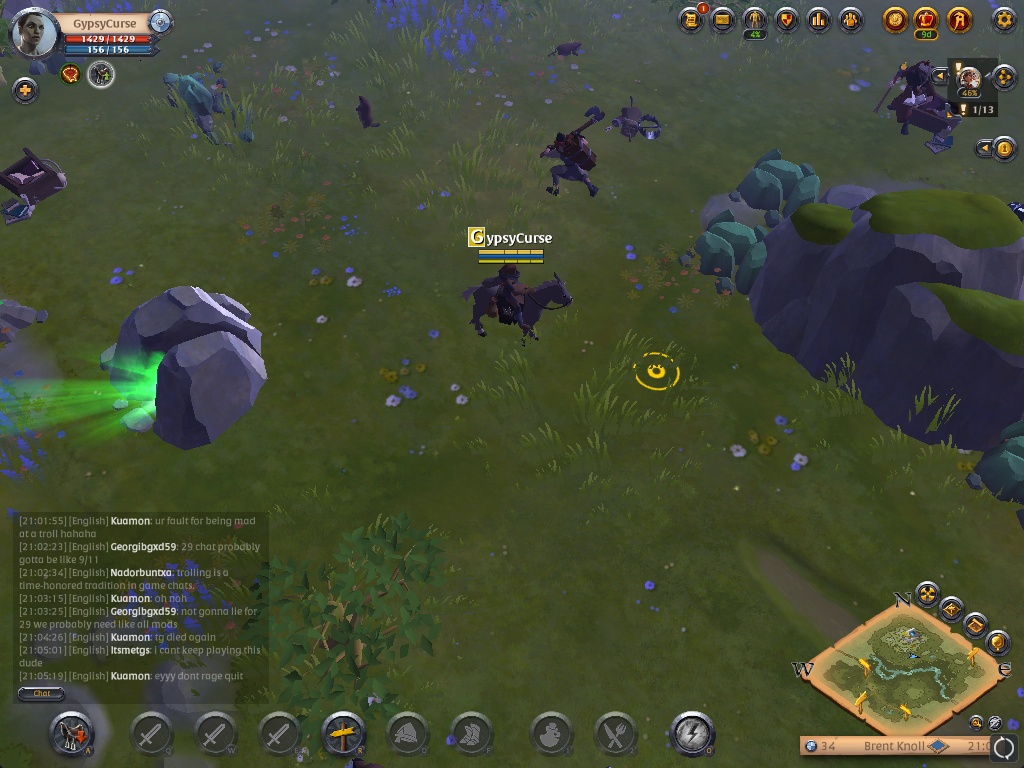 GypsyCurse
1429 / 1429
156 / 156
1
4%
9d
46%
1/13
GypsyCurse
[21:01:55] [English] Kuamon: ur fault for being mad
at a troll hahaha
[21:02:23] [English] Georgibgxd59: 29 chat probably
gotta be like 9/11
[21:02:34] [English] Nadorbuntxa: trolling is a
time-honored tradition in game chats,
[21:03:15] [English] Kuamon: oh nah
[21:03:25] [English] Georgibgxd59: not gonna lie for
29 we probably need like all mods
[21:04:26] [English] Kuamon: tg died again
[21:05:01] [English] Itsmetgs: i cant keep playing this
dude
[21:05:19] [English] Kuamon: eyyy dont rage quit
Chat
N
W
E
A
Q
W
R
D
F
34
Brent Knoll